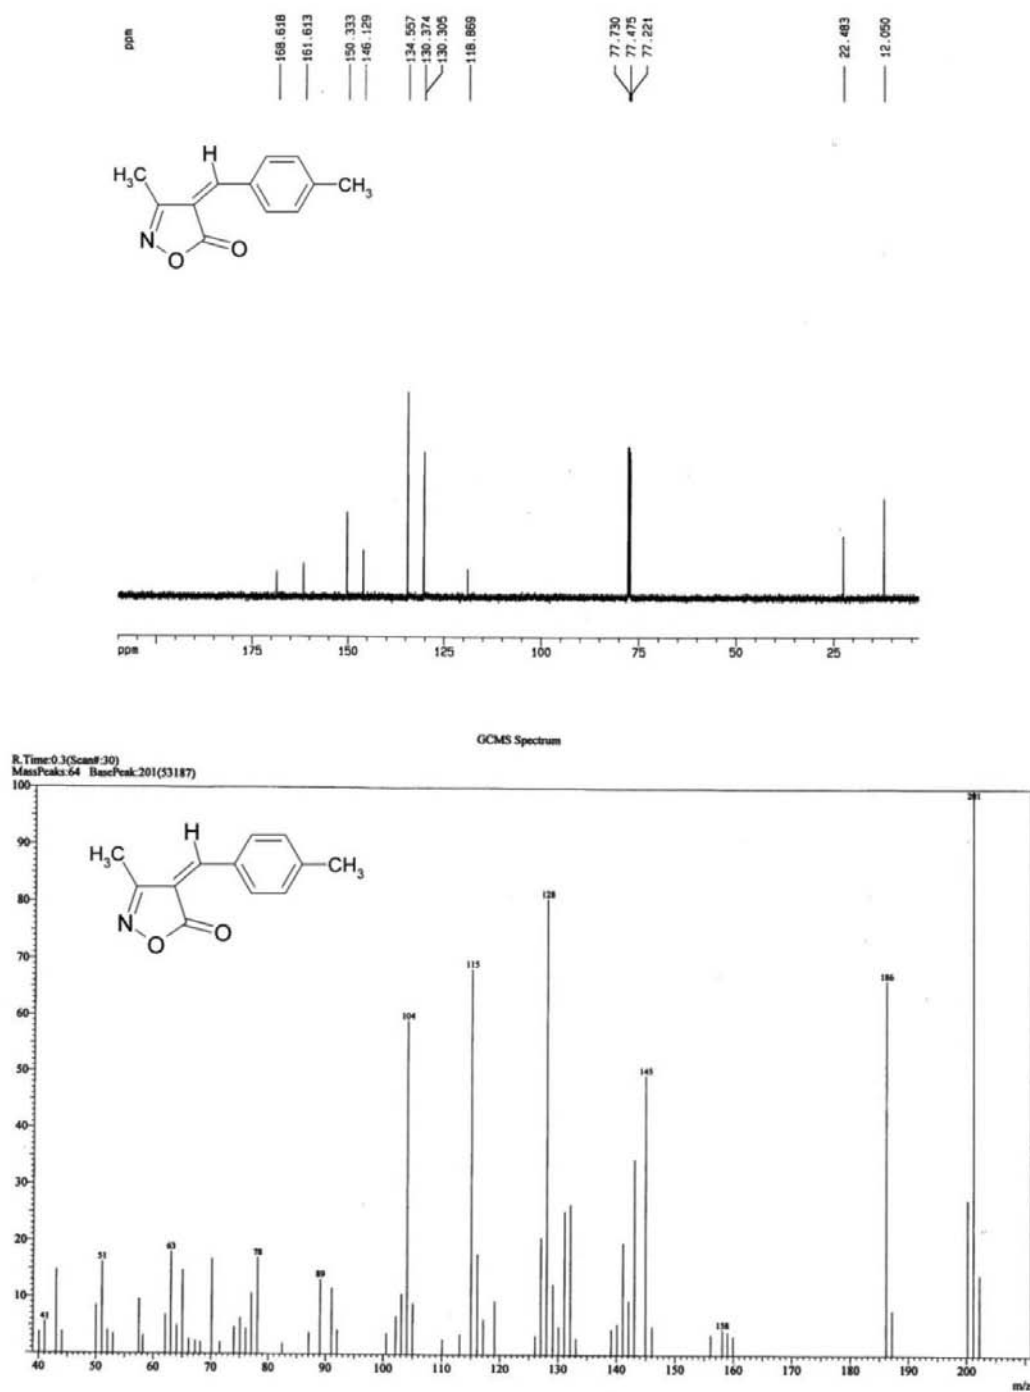 ppm
168.618
161.613
150.333
146.129
134.557
130.374
130.305
118.869
77.730
77.475
77.221
22.483
12.050
H
H3C
CH3
N
O
O
ppm 175 150 125 100 75 50 25
GCMS Spectrum
R.Time:0.3(Scan#:30)
MassPeaks:64 BasePeak:201(53187)
100
90
80
70
60
50
40
30
20
10
H
H3C
CH3
N
O
O
41
51
63
78
89
104
115
128
145
158
186
201
40 50 60 70 80 90 100 110 120 130 140 150 160 170 180 190 200
m/z